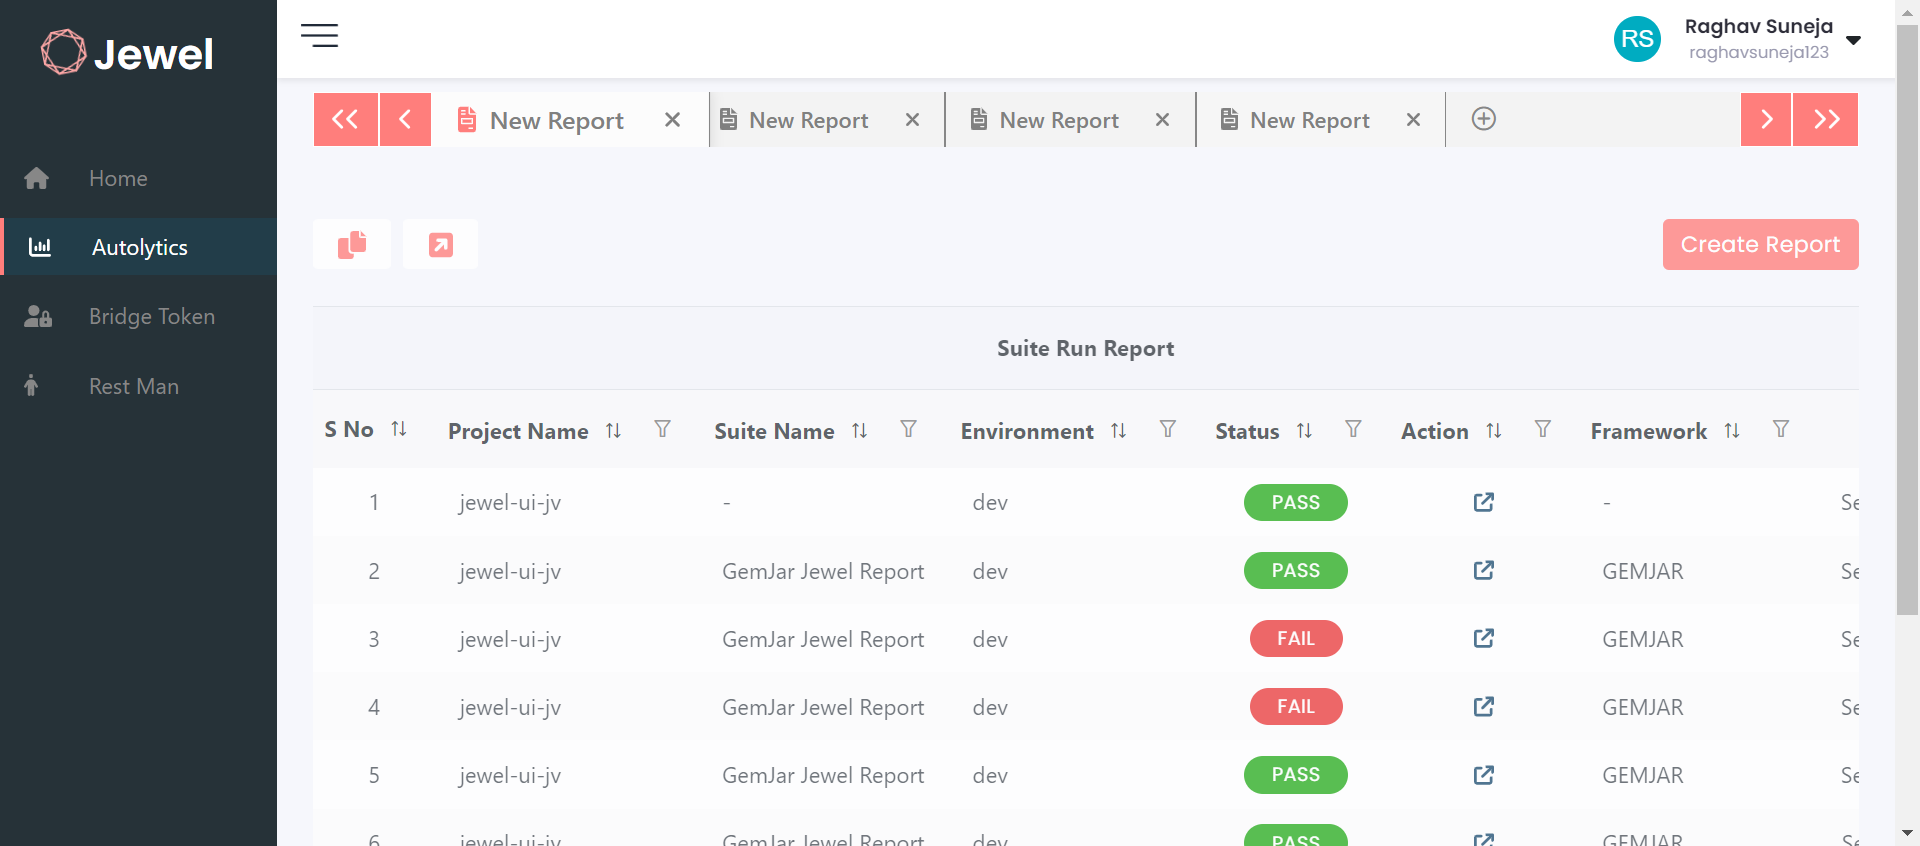 Jewel
RS
Raghav Suneja
raghavsuneja123
New Report
New Report
New Report
New Report
Home
Autolytics
Bridge Token
Rest Man
Create Report
Suite Run Report
S No Project Name Suite Name Environment Status Action Framework
1 jewel-ui-jv - dev PASS - Se
2 jewel-ui-jv GemJar Jewel Report dev PASS GEMJAR Se
3 jewel-ui-jv GemJar Jewel Report dev FAIL GEMJAR Se
4 jewel-ui-jv GemJar Jewel Report dev FAIL GEMJAR Se
5 jewel-ui-jv GemJar Jewel Report dev PASS GEMJAR Se
6 jewel-ui-jv GemJar Jewel Report dev PASS GEMJAR Se